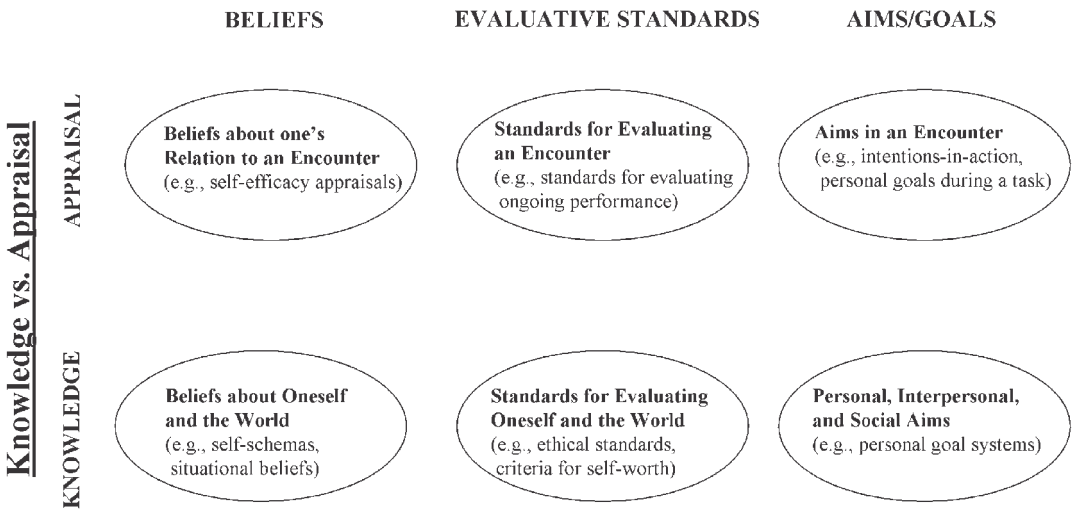 BELIEFS
EVALUATIVE STANDARDS
AIMS/GOALS
Knowledge vs. Appraisal
APPRAISAL
Beliefs about one's
Relation to an Encounter
(e.g., self-efficacy appraisals)
Standards for Evaluating
an Encounter
(e.g., standards for evaluating
ongoing performance)
Aims in an Encounter
(e.g., intentions-in-action,
personal goals during a task)
KNOWLEDGE
Beliefs about Oneself
and the World
(e.g., self-schemas,
situational beliefs)
Standards for Evaluating
Oneself and the World
(e.g., ethical standards,
criteria for self-worth)
Personal, Interpersonal,
and Social Aims
(e.g., personal goal systems)